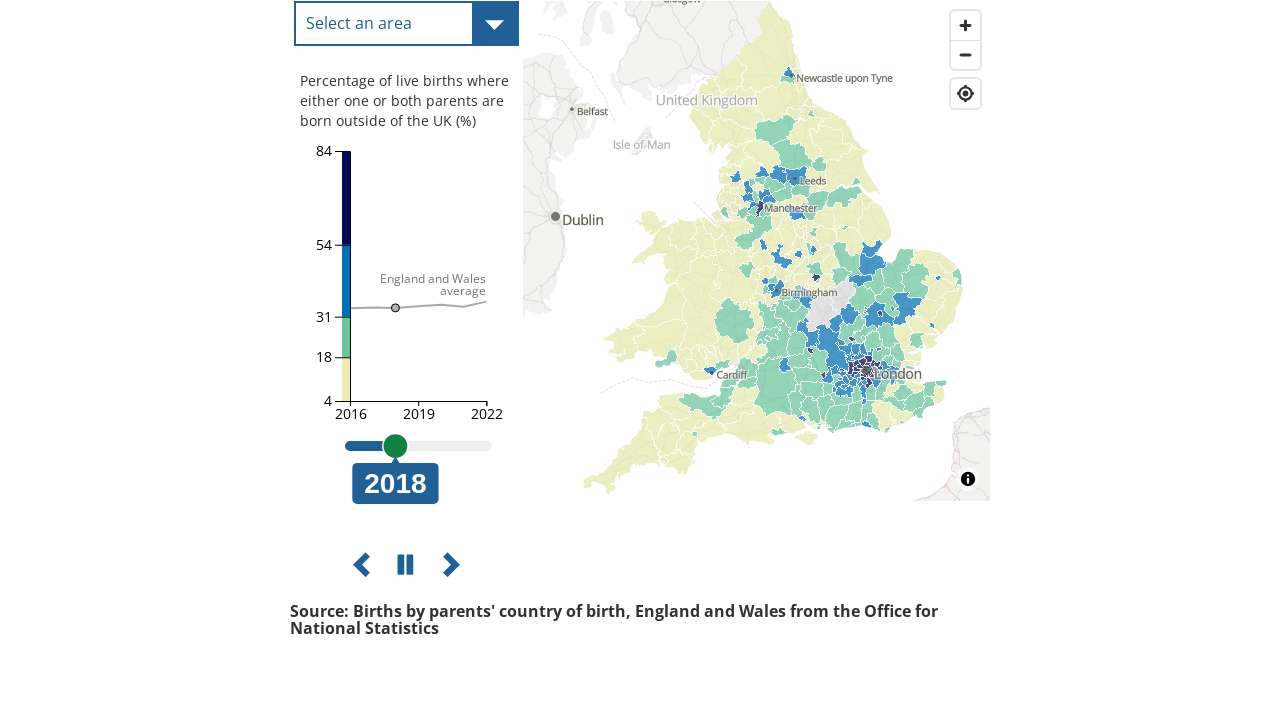 Select an area
Percentage of live births where
either one or both parents are
born outside of the UK (%)
84
54
31
18
4
England and Wales
average
2016
2019
2022
2018
Glasgow
Newcastle upon Tyne
United Kingdom
Belfast
Isle of Man
Leeds
Manchester
Dublin
Birmingham
Cardiff
London
Source: Births by parents' country of birth, England and Wales from the Office for
National Statistics